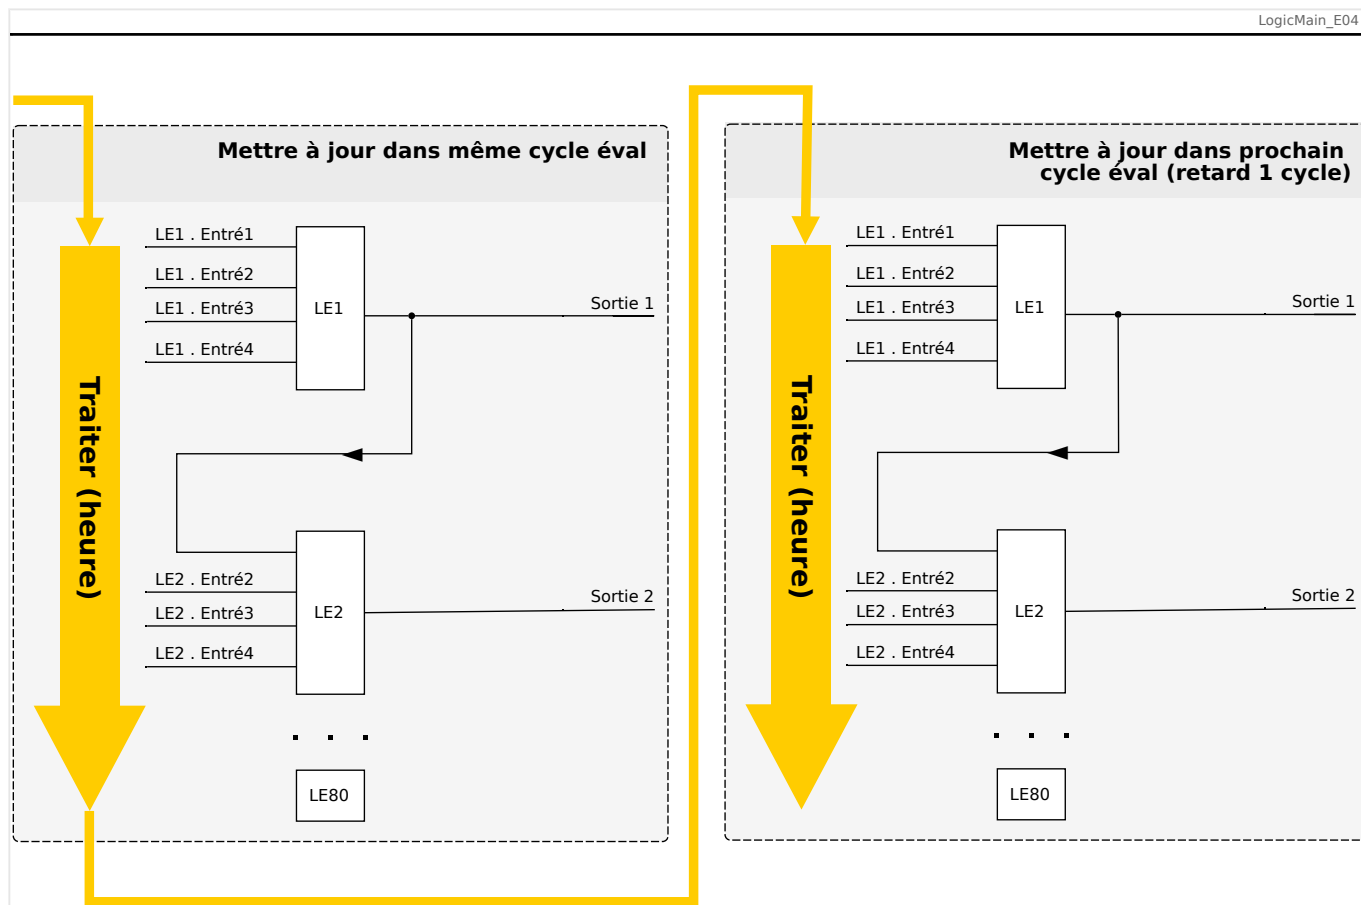 LogicMain_E04
Mettre à jour dans même cycle éval
LE1 . Entré1
LE1 . Entré2
LE1 . Entré3
LE1 . Entré4
LE1
Sortie 1
Traiter (heure)
LE2 . Entré2
LE2 . Entré3
LE2 . Entré4
LE2
Sortie 2
. . .
LE80
Mettre à jour dans prochain
cycle éval (retard 1 cycle)
LE1 . Entré1
LE1 . Entré2
LE1 . Entré3
LE1 . Entré4
LE1
Sortie 1
Traiter (heure)
LE2 . Entré2
LE2 . Entré3
LE2 . Entré4
LE2
Sortie 2
. . .
LE80